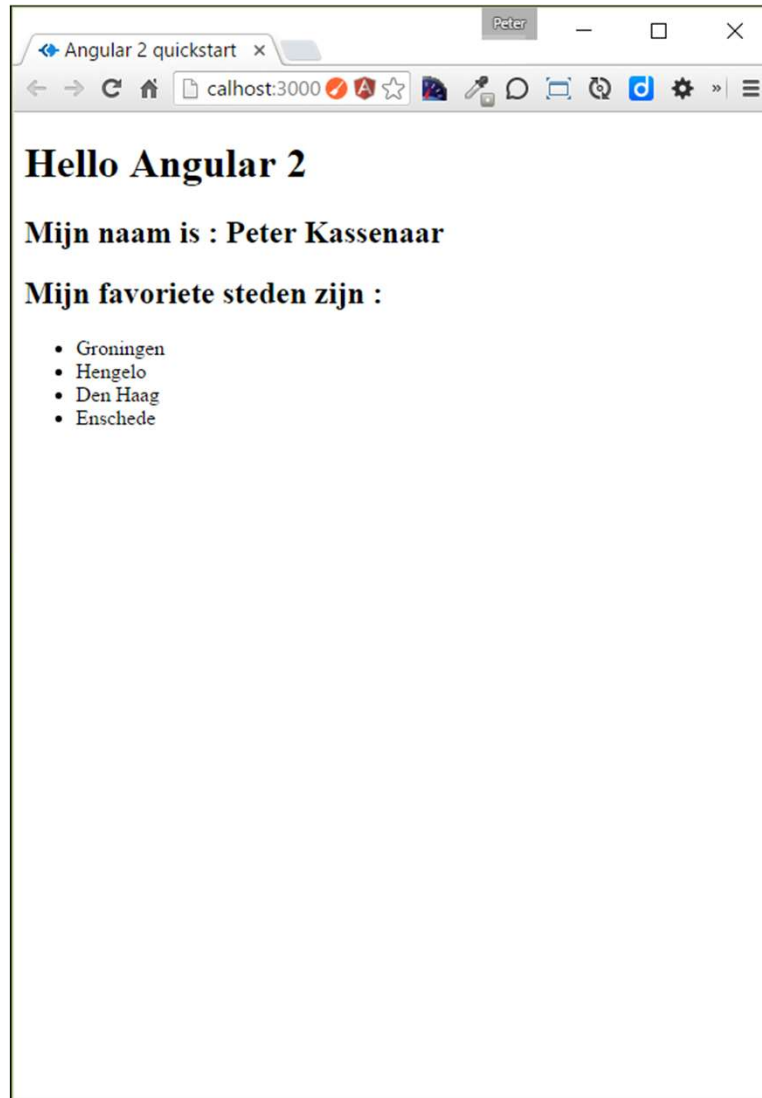 Peter
Angular 2 quickstart
calhost:3000
Hello Angular 2
Mijn naam is : Peter Kassenaar
Mijn favoriete steden zijn :
Groningen
Hengelo
Den Haag
Enschede